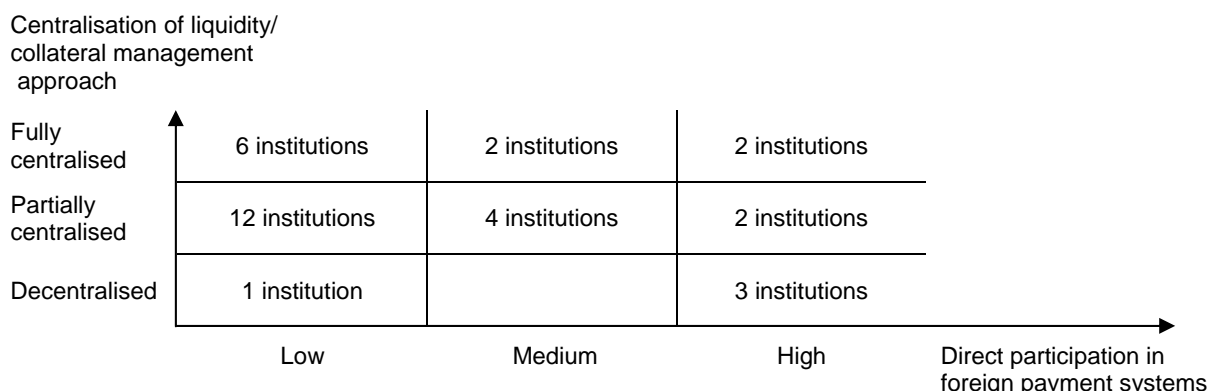 Centralisation of liquidity/
collateral management
approach
Fully
centralised
6 institutions
2 institutions
2 institutions
Partially
centralised
12 institutions
4 institutions
2 institutions
Decentralised
1 institution
3 institutions
Low
Medium
High
Direct participation in
foreign payment systems